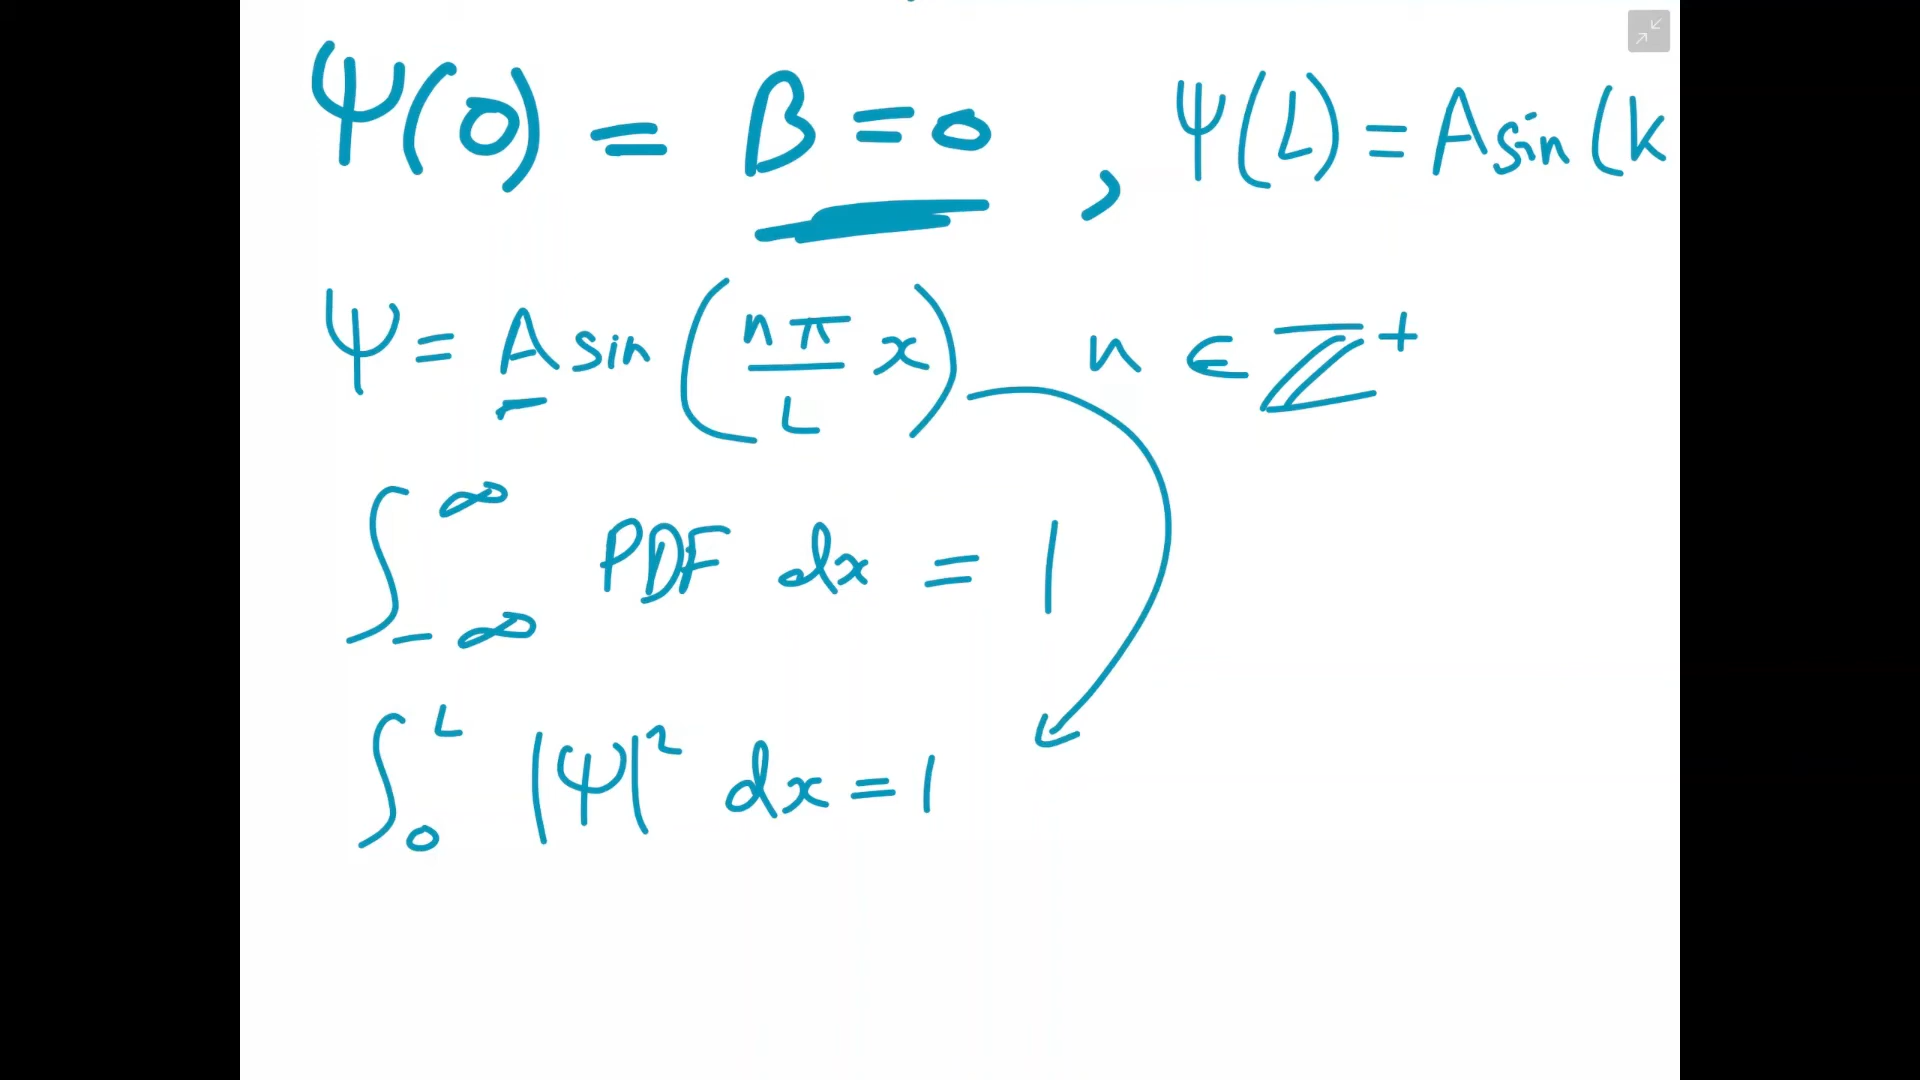 Ψ(0) = B = 0 , Ψ(L) = A sin (k
Ψ = A sin (nπ/L x) n ∈ ℤ⁺
∫_{-∞}^{∞} PDF dx = 1
∫_0^L |Ψ|² dx = 1